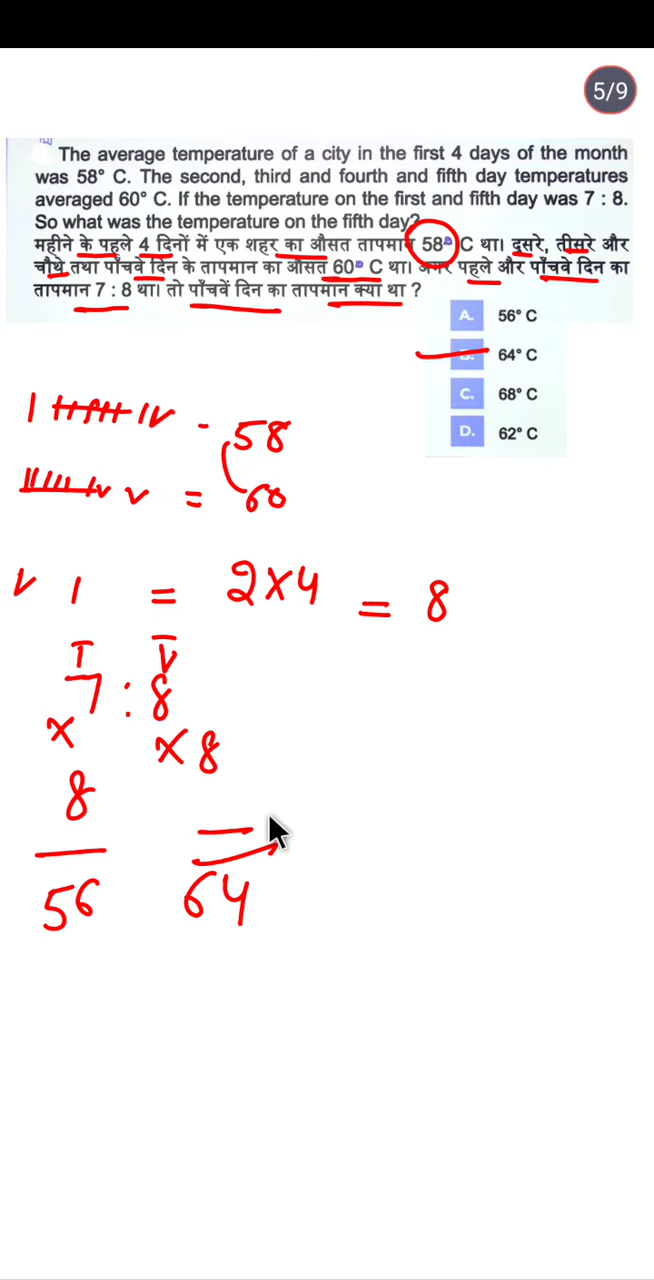 5/9
The average temperature of a city in the first 4 days of the month
was 58° C. The second, third and fourth and fifth day temperatures
averaged 60° C. If the temperature on the first and fifth day was 7 : 8.
So what was the temperature on the fifth day?
महीने के पहले 4 दिनों में एक शहर का औसत तापमान 58° C था। दूसरे, तीसरे और
चौथे तथा पाँचवें दिन के तापमान का औसत 60° C था। अगर पहले और पाँचवे दिन का
तापमान 7 : 8 था। तो पाँचवें दिन का तापमान क्या था ?
A. 56° C
B. 64° C
C. 68° C
D. 62° C
I IV - 58
V = 60
V I = 2×4 = 8
I V
7 : 8
× ×8
8
56 64